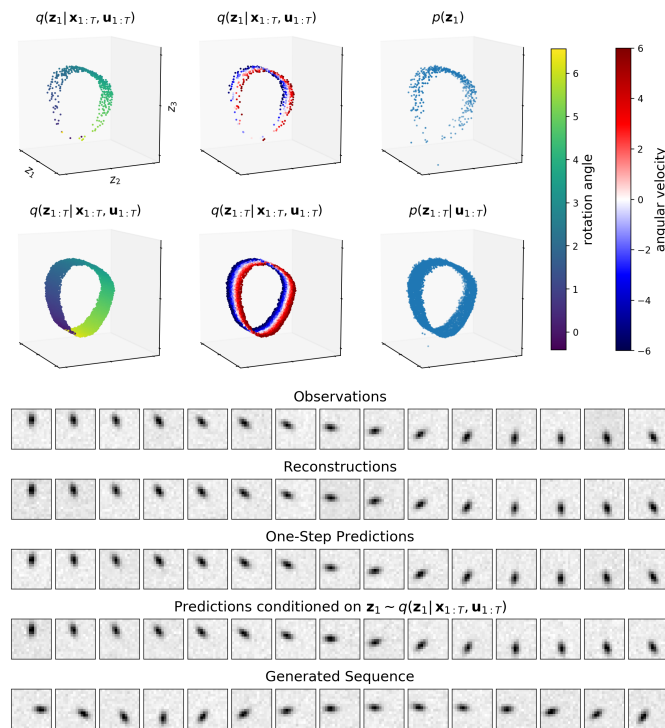 q(z₁|x₁:T, u₁:T)
q(z₁|x₁:T, u₁:T)
p(z₁)
z₃
z₁
z₂
q(z₁:T|x₁:T, u₁:T)
q(z₁:T|x₁:T, u₁:T)
p(z₁:T|u₁:T)
6
5
4
3
2
1
0
rotation angle
6
4
2
0
−2
−4
−6
angular velocity
Observations
Reconstructions
One-Step Predictions
Predictions conditioned on z₁ ~ q(z₁|x₁:T, u₁:T)
Generated Sequence